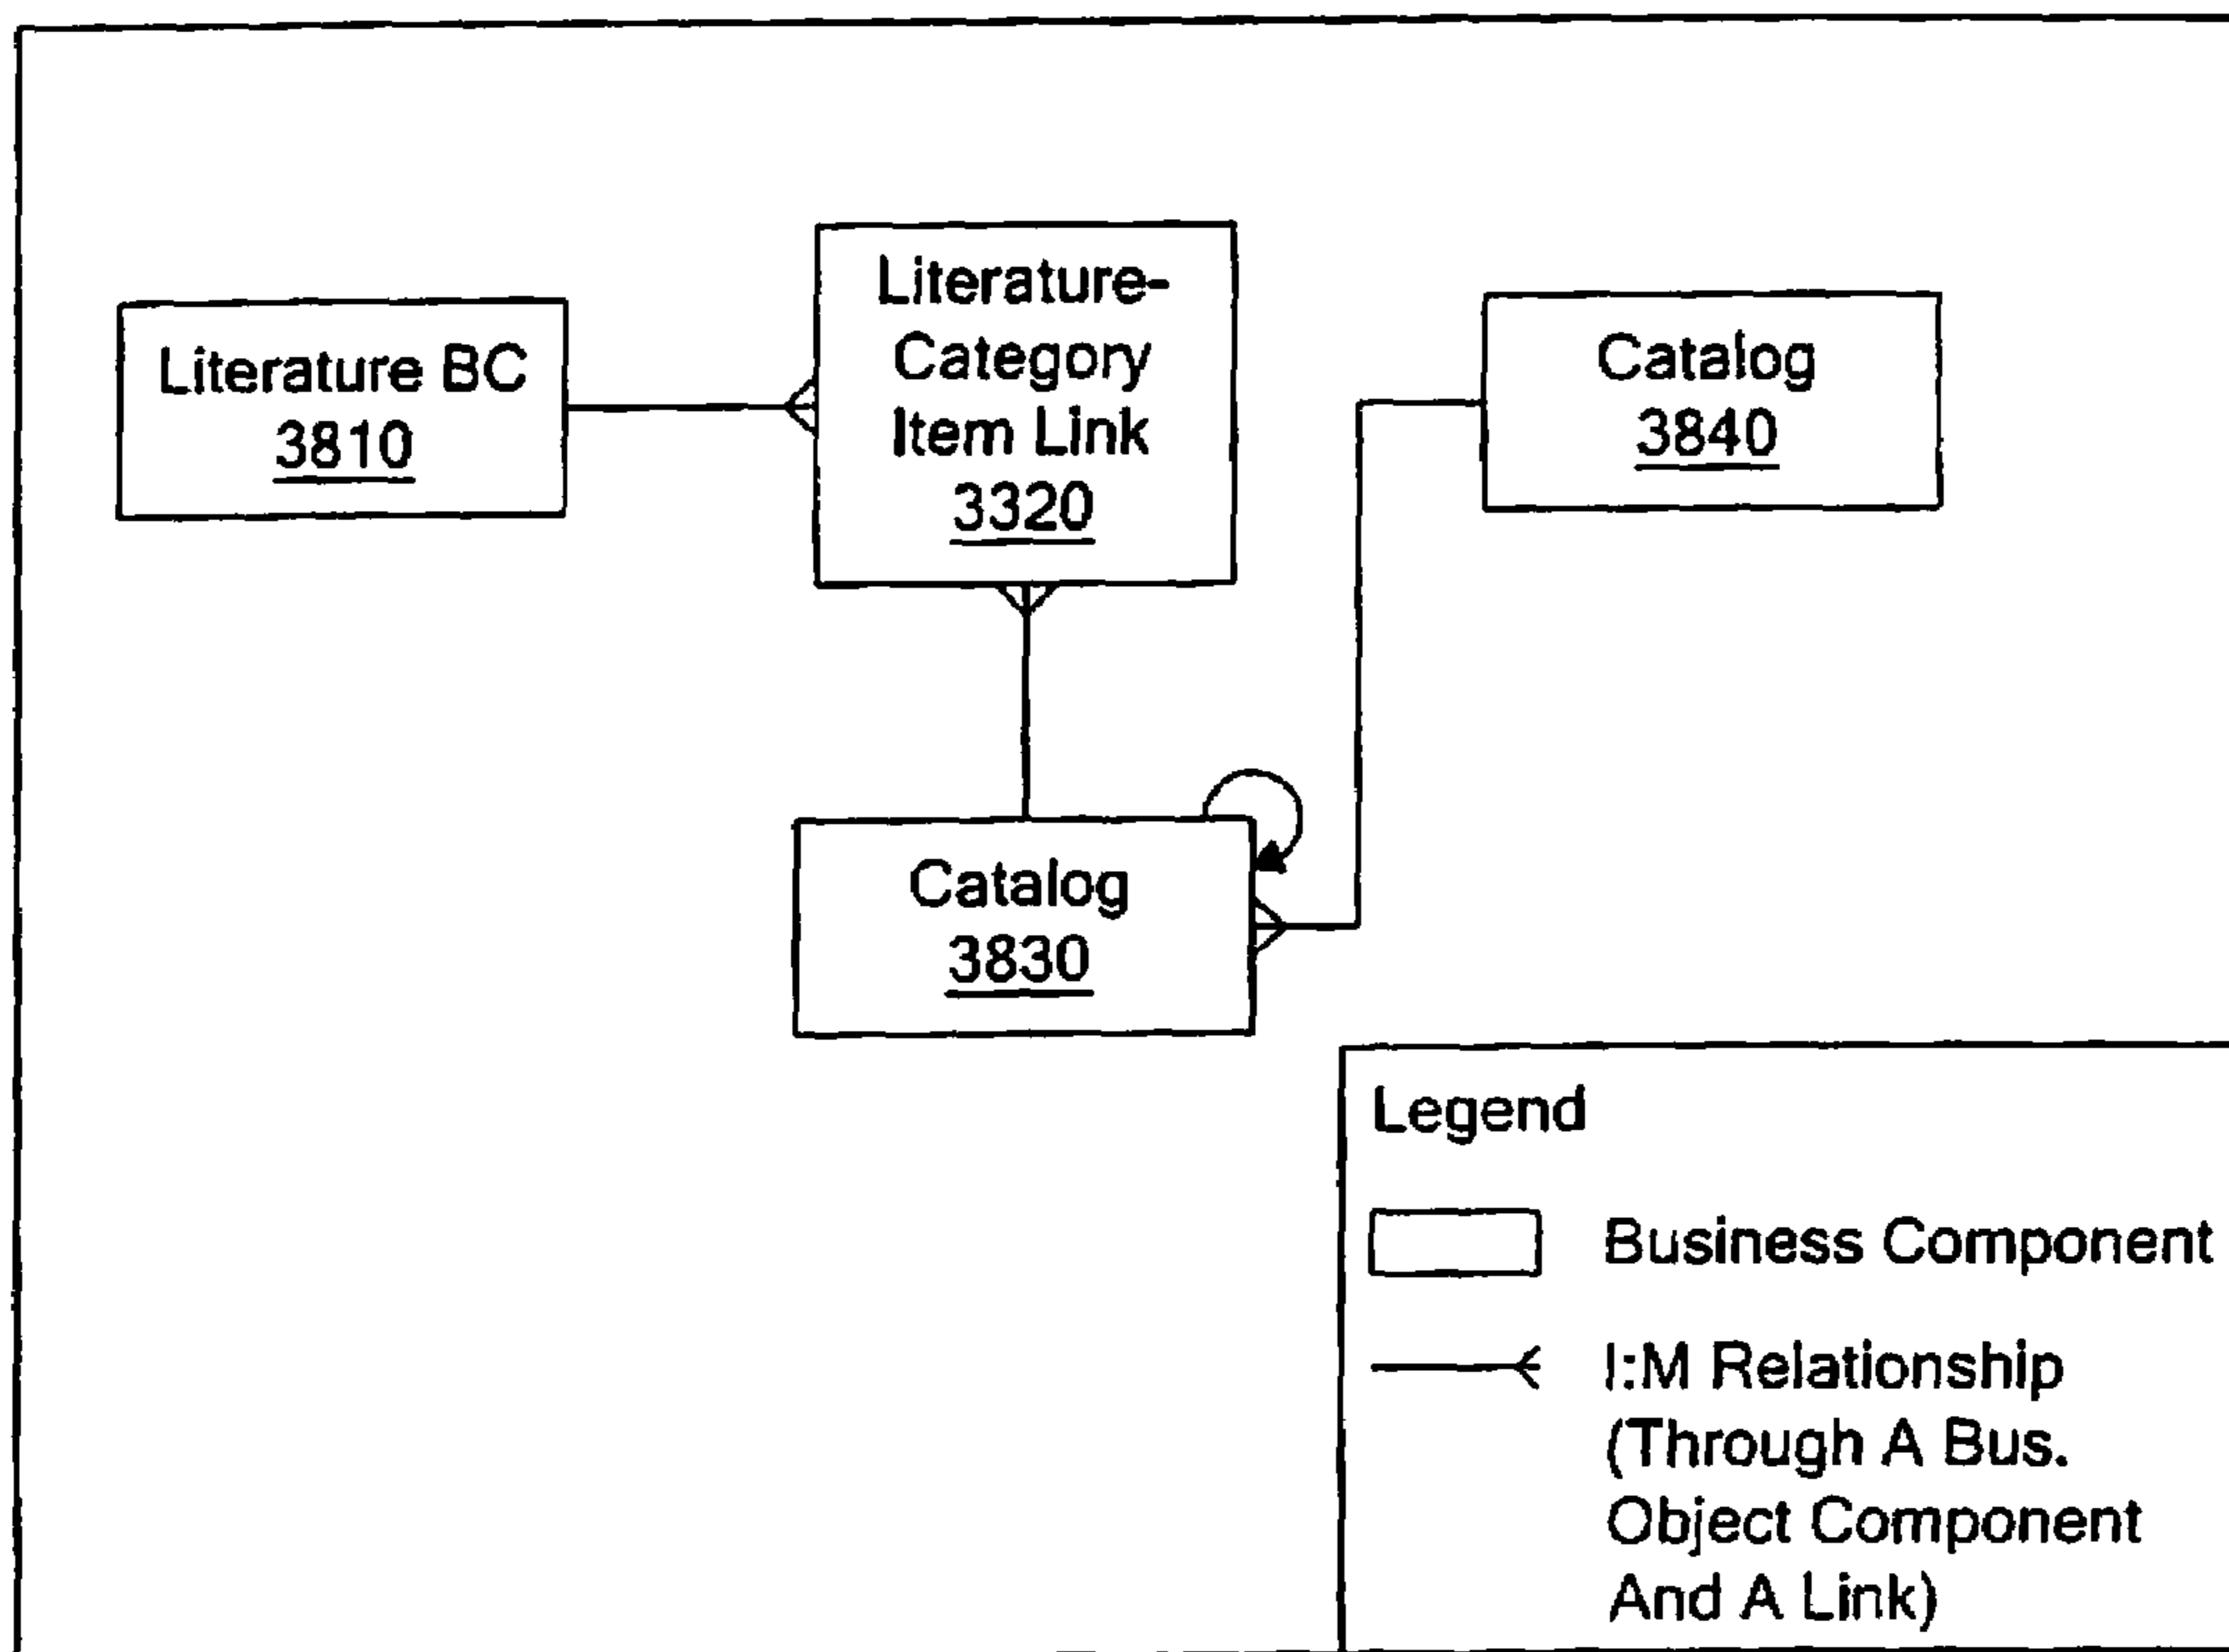 Literature BC
3810
Literature-
Category
Item Link
3320
Catalog
3840
Catalog
3830
Legend
Business Component
I:M Relationship
(Through A Bus.
Object Component
And A Link)